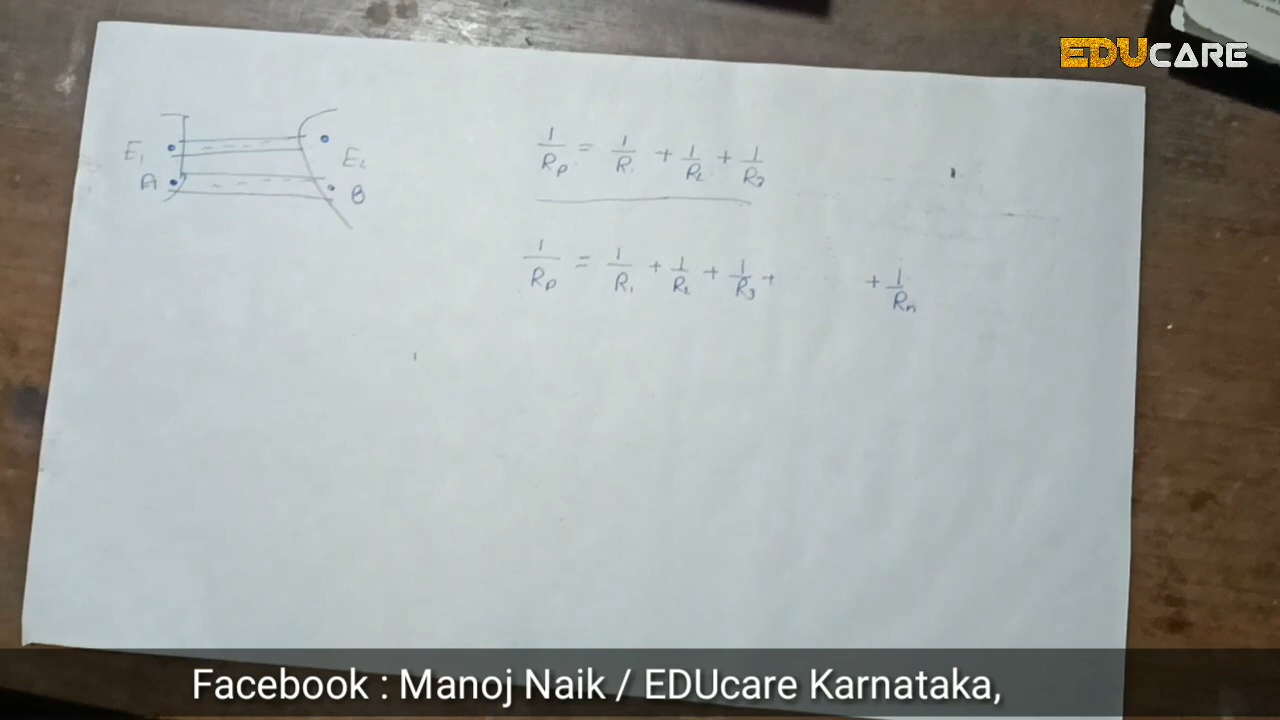 EDUCARE
E₁
E₂
A
B
1/Rp = 1/R₁ + 1/R₂ + 1/R₃
1/Rp = 1/R₁ + 1/R₂ + 1/R₃ + + 1/Rn
Facebook : Manoj Naik / EDUcare Karnataka,